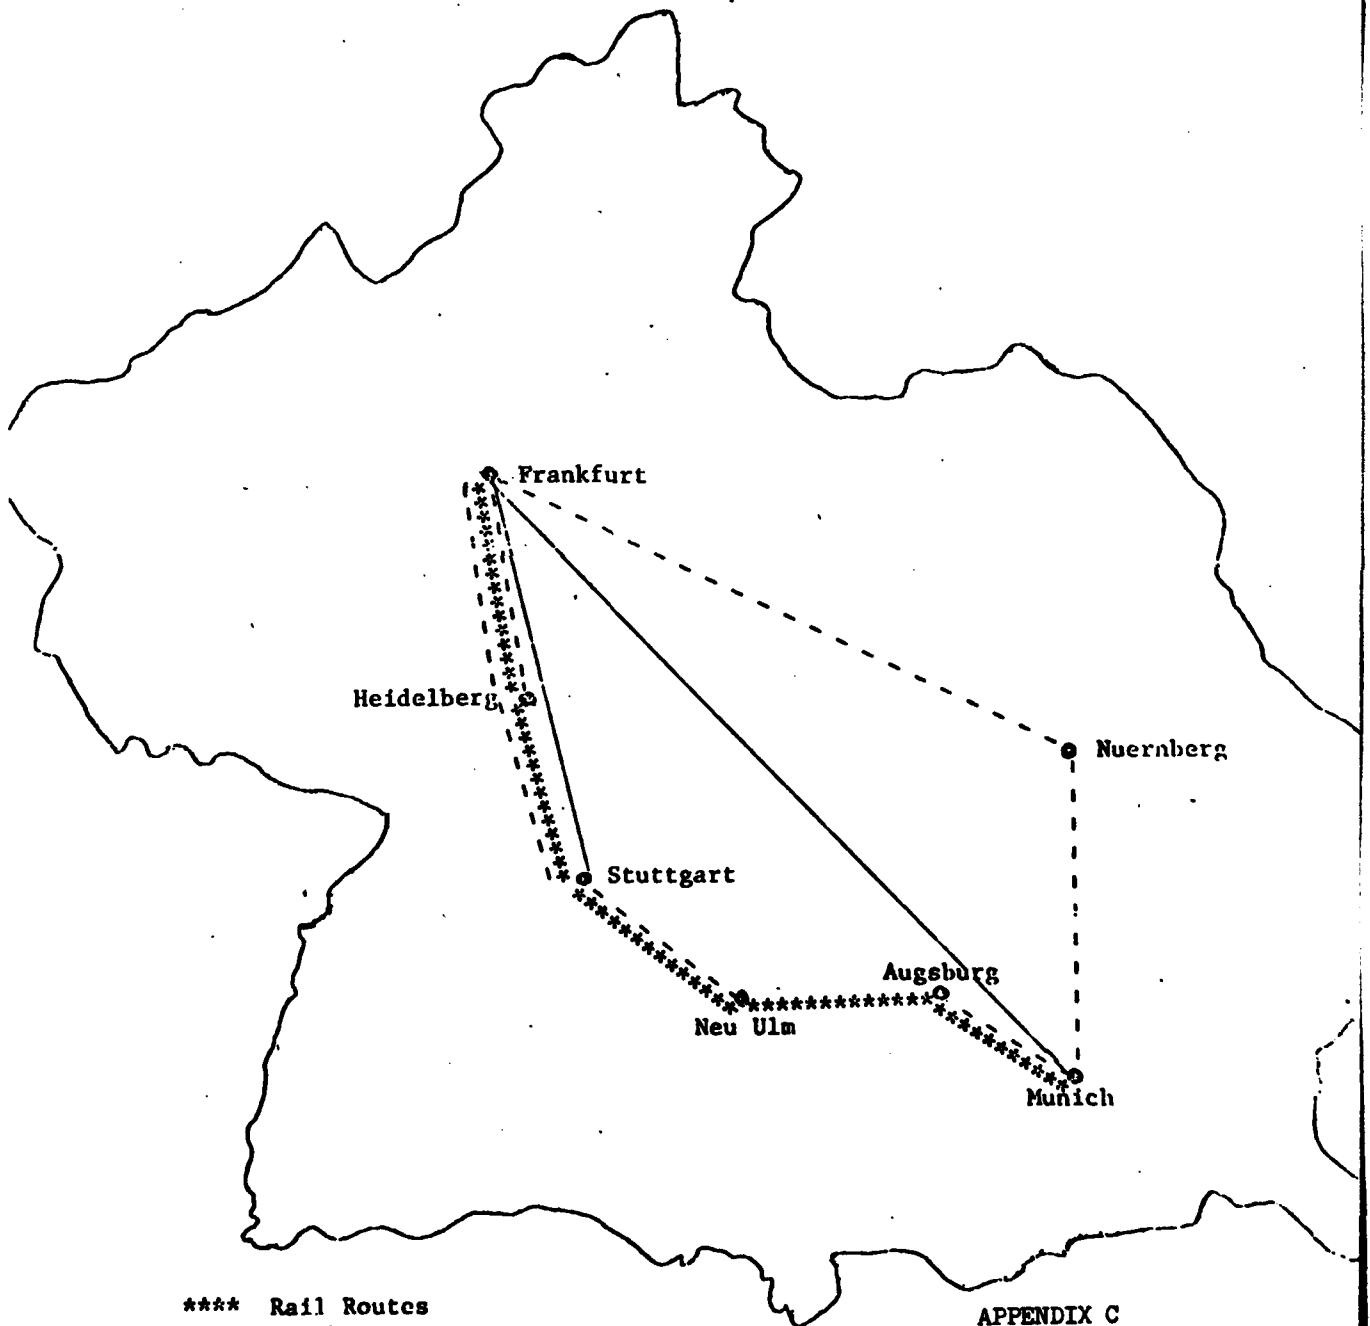 Frankfurt
Heidelberg
Nuernberg
Stuttgart
Augsburg
Neu Ulm
Munich
**** Rail Routes
APPENDIX C